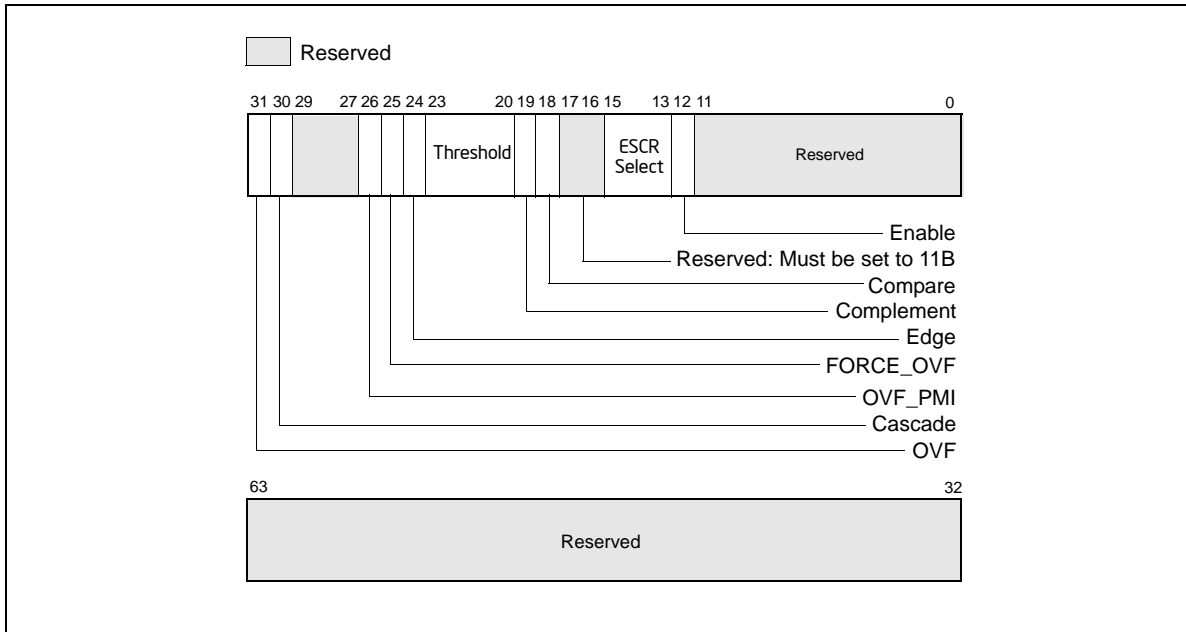 Reserved
31 30 29 27 26 25 24 23 20 19 18 17 16 15 13 12 11 0
Threshold
ESCR
Select
Reserved
Enable
Reserved: Must be set to 11B
Compare
Complement
Edge
FORCE_OVF
OVF_PMI
Cascade
OVF
63 32
Reserved